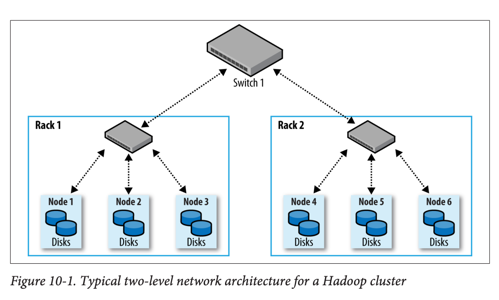 Switch 1
Rack 1
Rack 2
Node 1
Disks
Node 2
Disks
Node 3
Disks
Node 4
Disks
Node 5
Disks
Node 6
Disks
Figure 10-1. Typical two-level network architecture for a Hadoop cluster